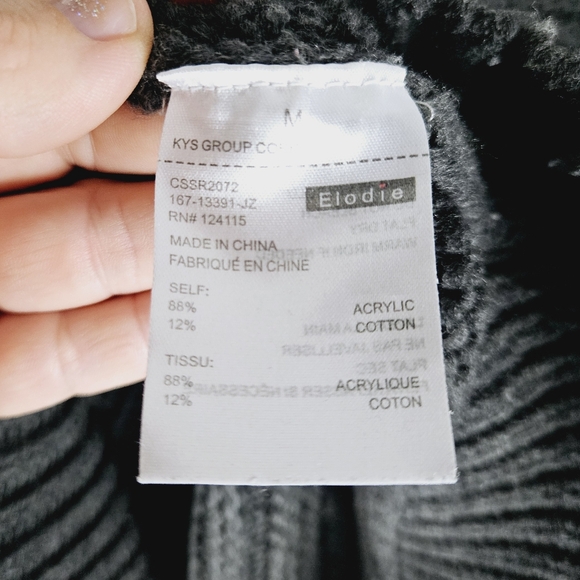 M
KYS GROUP CO
CSSR2072
167-13391-JZ
RN# 124115
Elodie
MADE IN CHINA
FABRIQUÉ EN CHINE
SELF:
88% ACRYLIC
12% COTTON
TISSU:
88% ACRYLIQUE
12% COTON